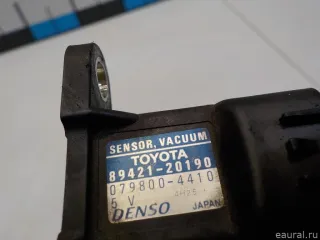 SENSOR, VACUUM
TOYOTA
89421-20190
079800-4410
5 V
DENSO JAPAN
eaural.ru